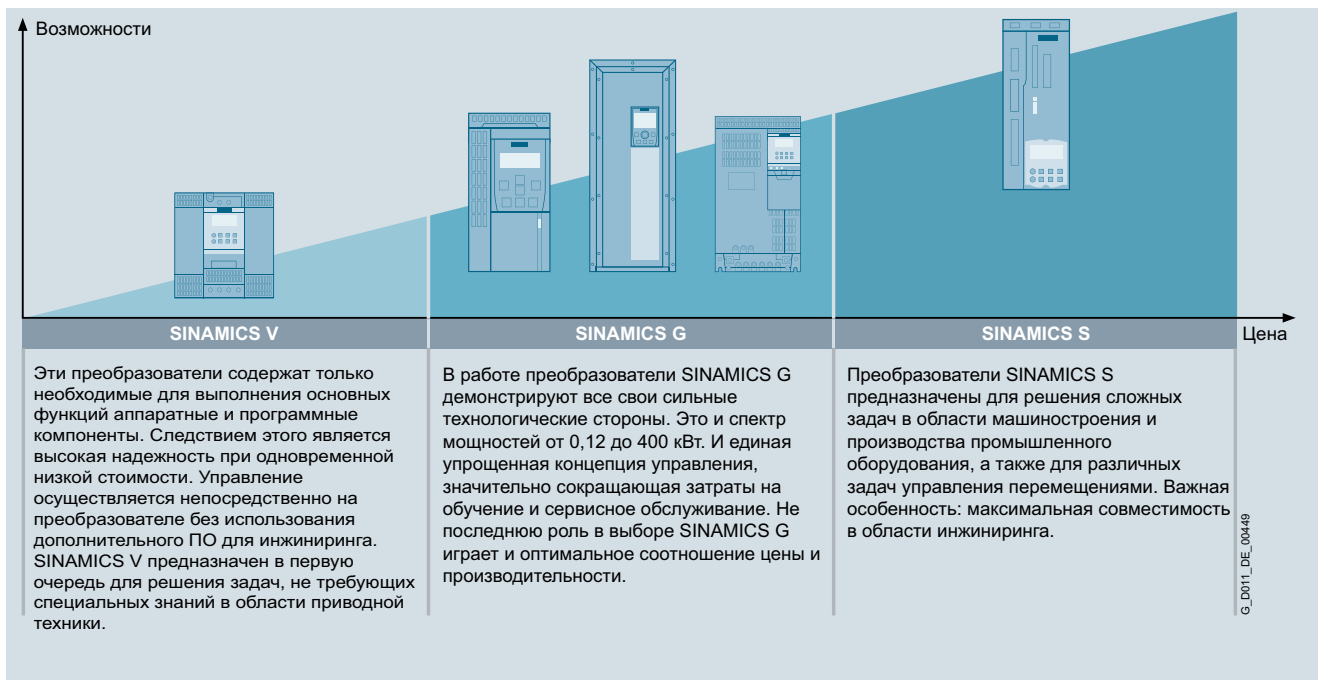 Возможности
Цена
SINAMICS V
SINAMICS G
SINAMICS S
Эти преобразователи содержат только
необходимые для выполнения основных
функций аппаратные и программные
компоненты. Следствием этого является
высокая надежность при одновременной
низкой стоимости. Управление
осуществляется непосредственно на
преобразователе без использования
дополнительного ПО для инжиниринга.
SINAMICS V предназначен в первую
очередь для решения задач, не требующих
специальных знаний в области приводной
техники.
В работе преобразователи SINAMICS G
демонстрируют все свои сильные
технологические стороны. Это и спектр
мощностей от 0,12 до 400 кВт. И единая
упрощенная концепция управления,
значительно сокращающая затраты на
обучение и сервисное обслуживание. Не
последнюю роль в выборе SINAMICS G
играет и оптимальное соотношение цены и
производительности.
Преобразователи SINAMICS S
предназначены для решения сложных
задач в области машиностроения и
производства промышленного
оборудования, а также для различных
задач управления перемещениями. Важная
особенность: максимальная совместимость
в области инжиниринга.
G_D011_DE_00449